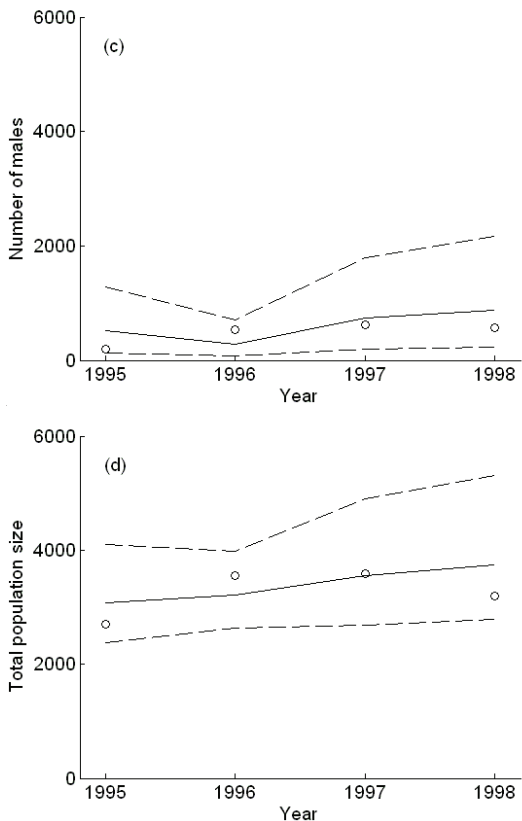 6000
(c)
4000
2000
0
Number of males
1995 1996 1997 1998
Year
6000
(d)
4000
2000
0
Total population size
1995 1996 1997 1998
Year